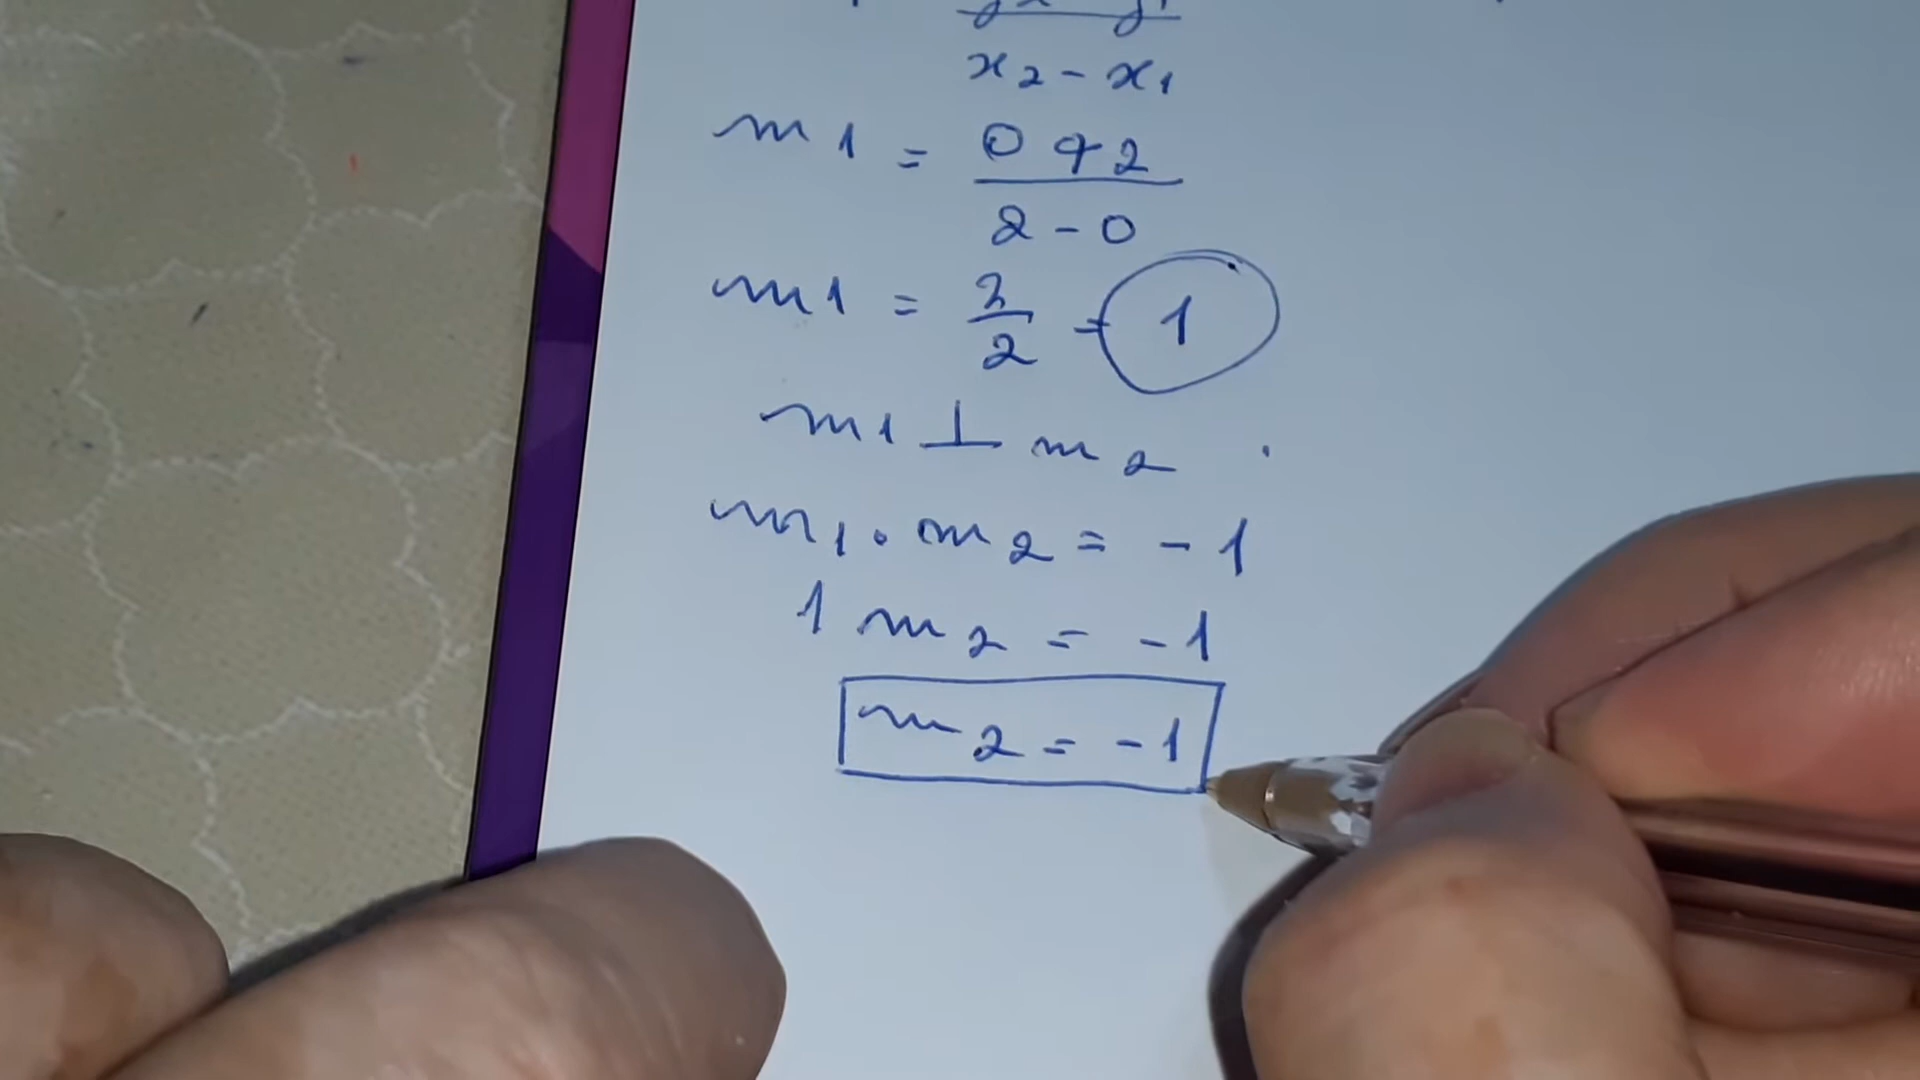 x2 - x1
m1 = 0 + 2
2 - 0
m1 = 2/2 = 1
m1 ⊥ m2
m1 . m2 = -1
1 m2 = -1
m2 = -1